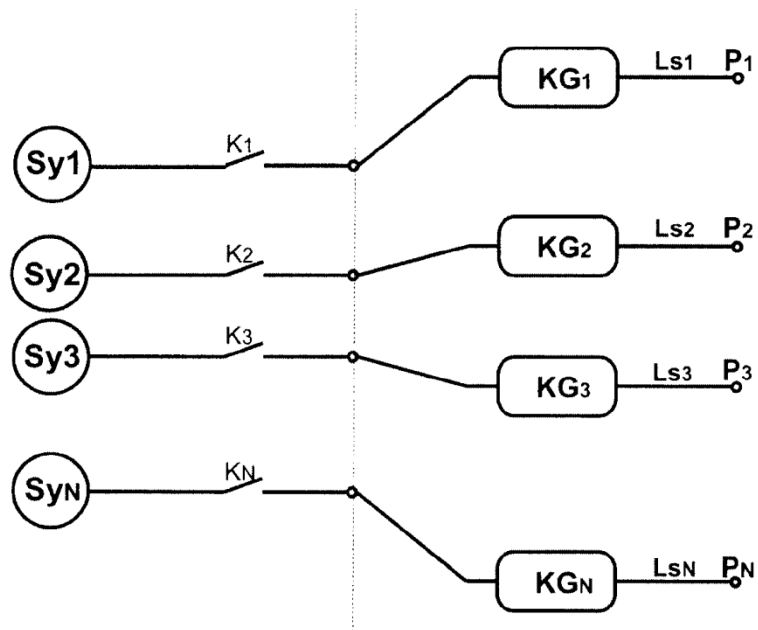 KG1 Ls1 P1
Sy1 K1
KG2 Ls2 P2
Sy2 K2
Sy3 K3
KG3 Ls3 P3
SyN KN
KGN LsN PN